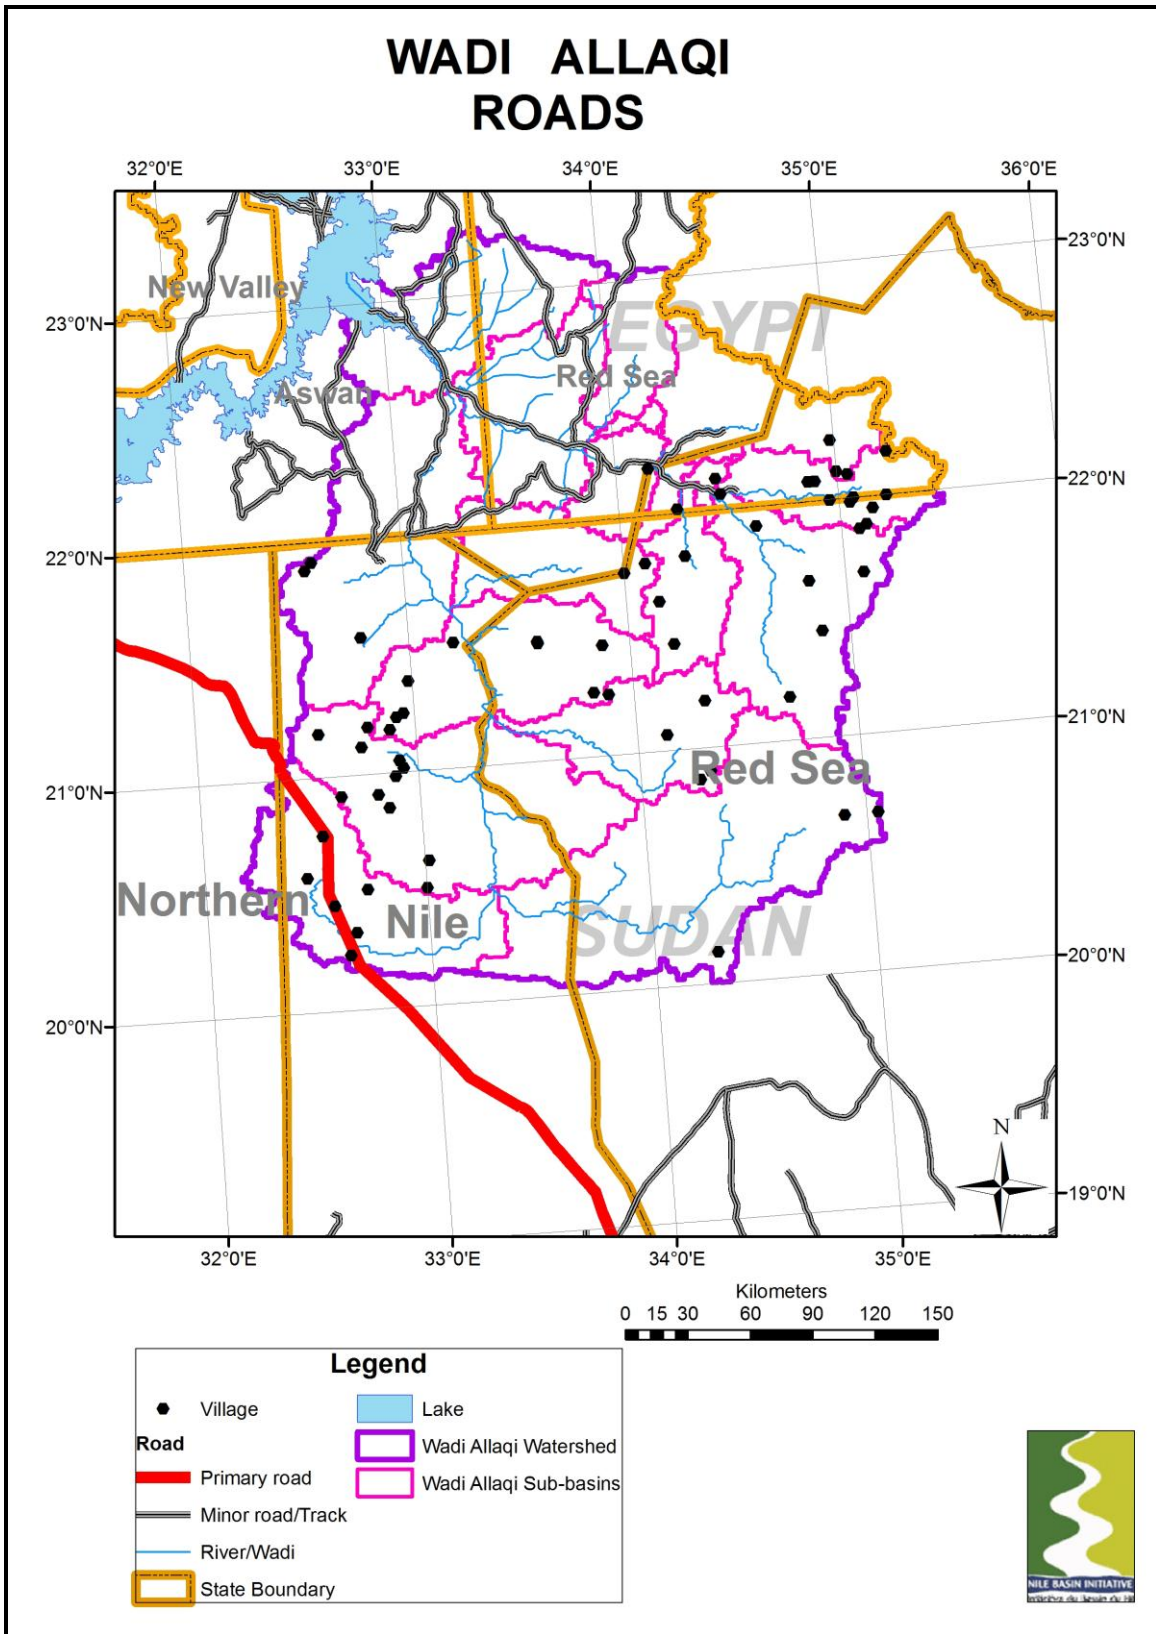 WADI ALLAQI
ROADS
32°0'E 33°0'E 34°0'E 35°0'E 36°0'E
23°0'N
New Valley
23°0'N
EGYPT
Red Sea
Aswan
22°0'N
22°0'N
21°0'N
Red Sea
21°0'N
Northern
Nile
SUDAN
20°0'N
20°0'N
N
19°0'N
32°0'E 33°0'E 34°0'E 35°0'E
Kilometers
0 15 30 60 90 120 150
Legend
Village
Lake
Road
Wadi Allaqi Watershed
Primary road
Wadi Allaqi Sub-basins
Minor road/Track
River/Wadi
State Boundary
NILE BASIN INITIATIVE